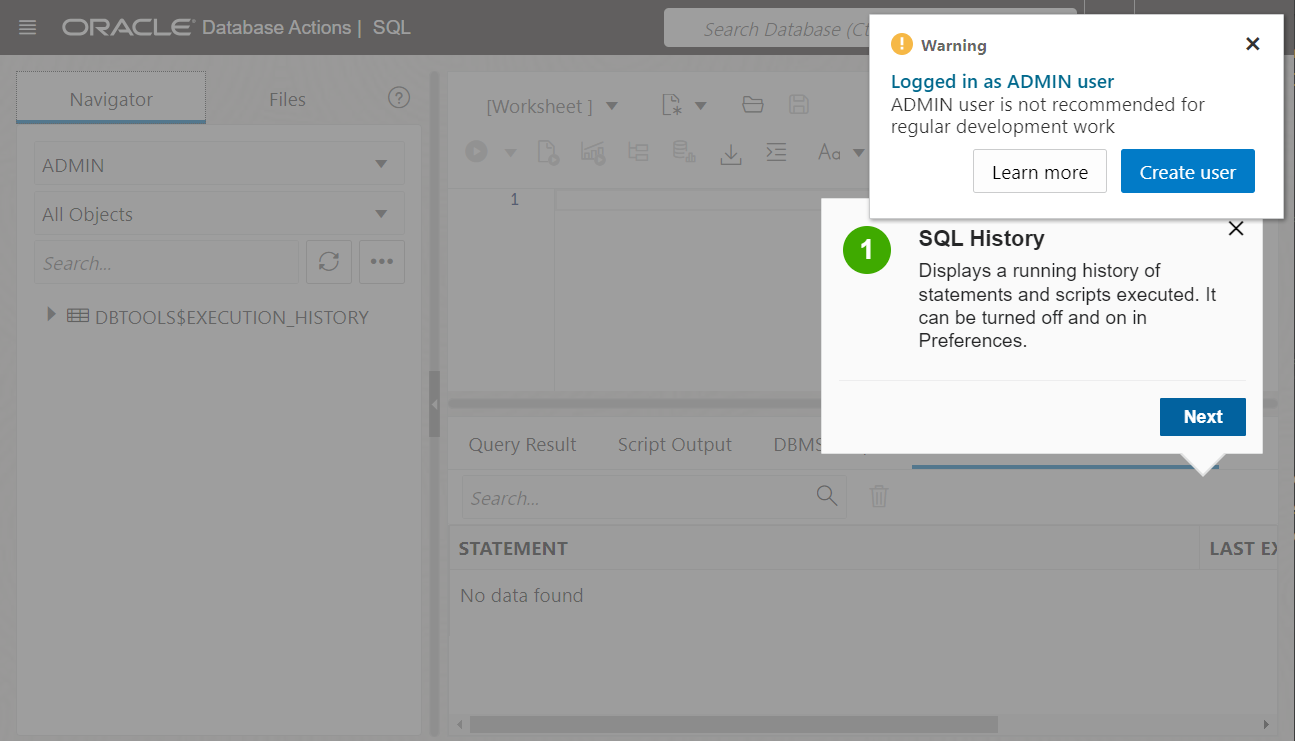 ORACLE Database Actions | SQL
Search Database (Ct
Warning
Logged in as ADMIN user
ADMIN user is not recommended for
regular development work
Learn more
Create user
Navigator
Files
?
ADMIN
All Objects
Search...
DBTOOLS$EXECUTION_HISTORY
[Worksheet ]
Aa
1
1
SQL History
Displays a running history of
statements and scripts executed. It
can be turned off and on in
Preferences.
Next
Query Result
Script Output
DBMS
Search...
STATEMENT
LAST EX
No data found